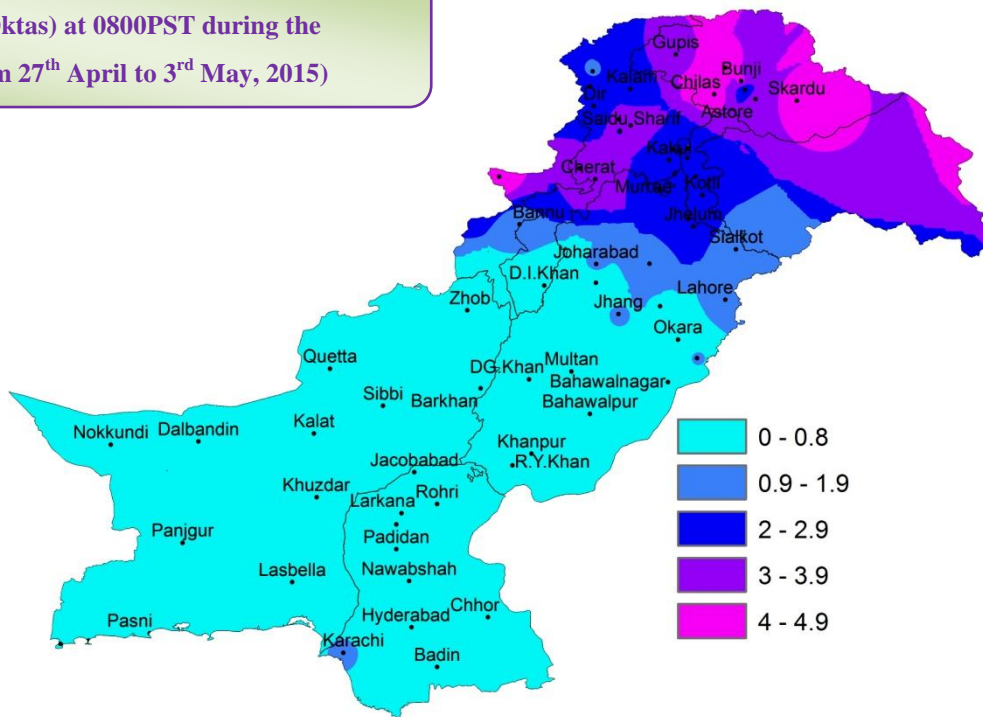 ktas) at 0800PST during the
27th April to 3rd May, 2015)
Gupis
Bunji
Kalam
Chilas
Skardu
Dir
Astore
Saidu Sharif
Cherat
Kotli
Bannu
Jhelum
Sialkot
Joharabad
D.I.Khan
Zhob
Lahore
Jhang
Okara
Quetta
DG.Khan
Multan
Sibbi
Barkhan
Bahawalnagar
Bahawalpur
Nokkundi
Dalbandin
Kalat
Khanpur
R.Y.Khan
Jacobabad
Khuzdar
Larkana
Rohri
Panjgur
Padidan
Lasbella
Nawabshah
Pasni
Hyderabad
Chhor
Karachi
Badin
0 - 0.8
0.9 - 1.9
2 - 2.9
3 - 3.9
4 - 4.9